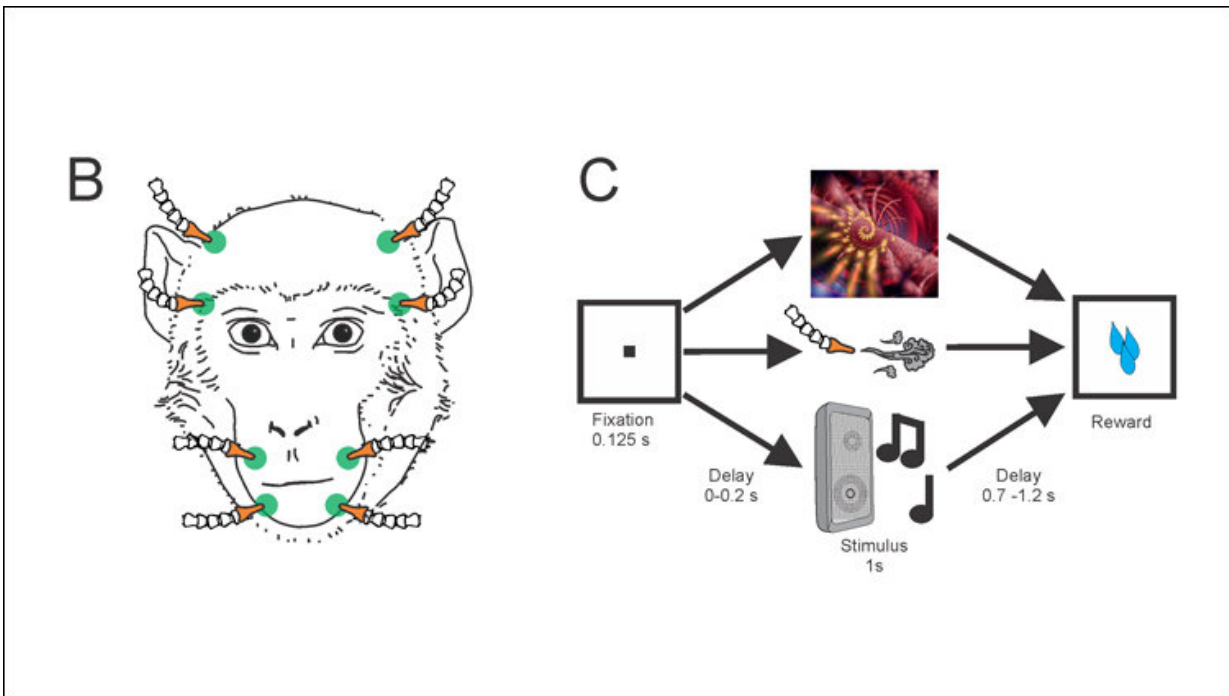 B
C
Fixation
0.125 s
Delay
0-0.2 s
Stimulus
1s
Delay
0.7 -1.2 s
Reward